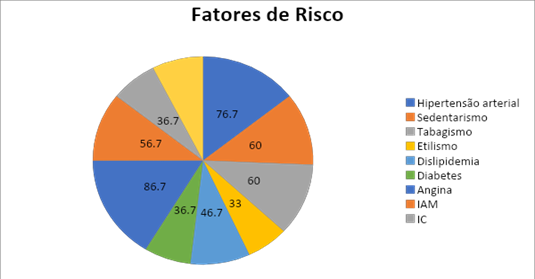 Fatores de Risco
76.7
60
60
33
46.7
36.7
86.7
56.7
36.7
Hipertensão arterial
Sedentarismo
Tabagismo
Etilismo
Dislipidemia
Diabetes
Angina
IAM
IC